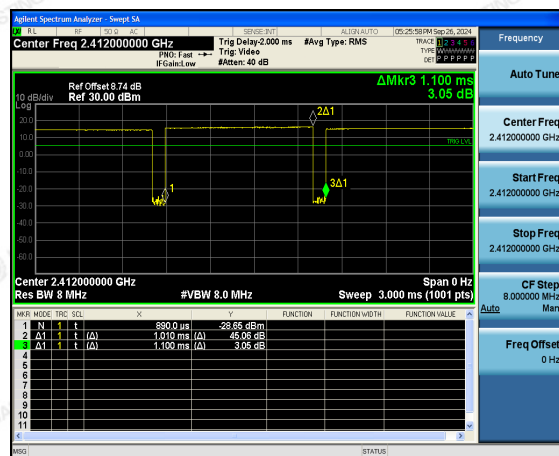 Agilent Spectrum Analyzer - Swept SA
RL RF 50 Ω AC SENSE:INT ALIGN AUTO 05:25:58 PM Sep 26, 2024
Center Freq 2.412000000 GHz
PNO: Fast
IFGain:Low
Trig Delay-2.000 ms
Trig: Video
#Atten: 40 dB
#Avg Type: RMS
TRACE 1 2 3 4 5 6
TYPE
DET P P P P P P
Ref Offset 8.74 dB
10 dB/div Ref 30.00 dBm
Log
ΔMkr3 1.100 ms
3.05 dB
20.0
10.0
0.00
-10.0
-20.0
-30.0
-40.0
-50.0
-60.0
2Δ1
TRIG LVL
1
3Δ1
Center 2.412000000 GHz Span 0 Hz
Res BW 8 MHz #VBW 8.0 MHz Sweep 3.000 ms (1001 pts)
MKR MODE TRC SCL X Y FUNCTION FUNCTION WIDTH FUNCTION VALUE
1 N 1 t 890.0 µs -28.65 dBm
2 Δ1 1 t (Δ) 1.010 ms (Δ) 45.06 dB
3 Δ1 1 t (Δ) 1.100 ms (Δ) 3.05 dB
4
5
6
7
8
9
10
11
MSG STATUS
Frequency
Auto Tune
Center Freq
2.412000000 GHz
Start Freq
2.412000000 GHz
Stop Freq
2.412000000 GHz
CF Step
8.000000 MHz
Auto Man
Freq Offset
0 Hz